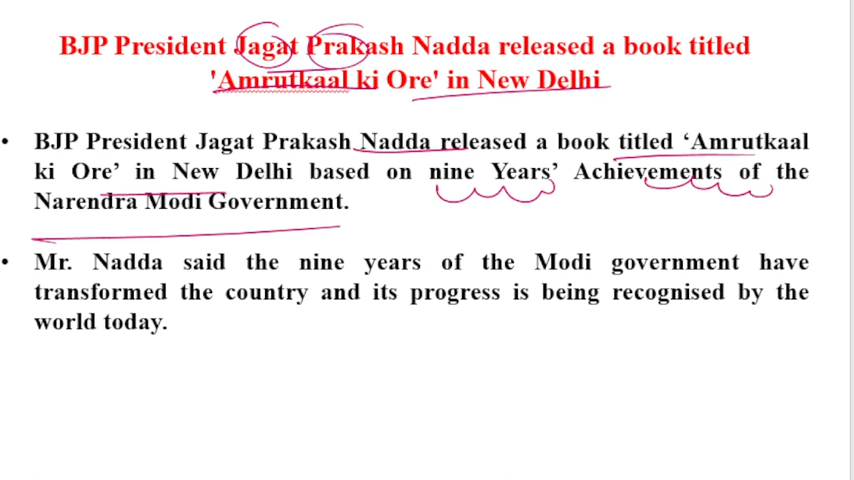 BJP President Jagat Prakash Nadda released a book titled
'Amrutkaal ki Ore' in New Delhi
• BJP President Jagat Prakash Nadda released a book titled ‘Amrutkaal
ki Ore’ in New Delhi based on nine Years’ Achievements of the
Narendra Modi Government.
• Mr. Nadda said the nine years of the Modi government have
transformed the country and its progress is being recognised by the
world today.